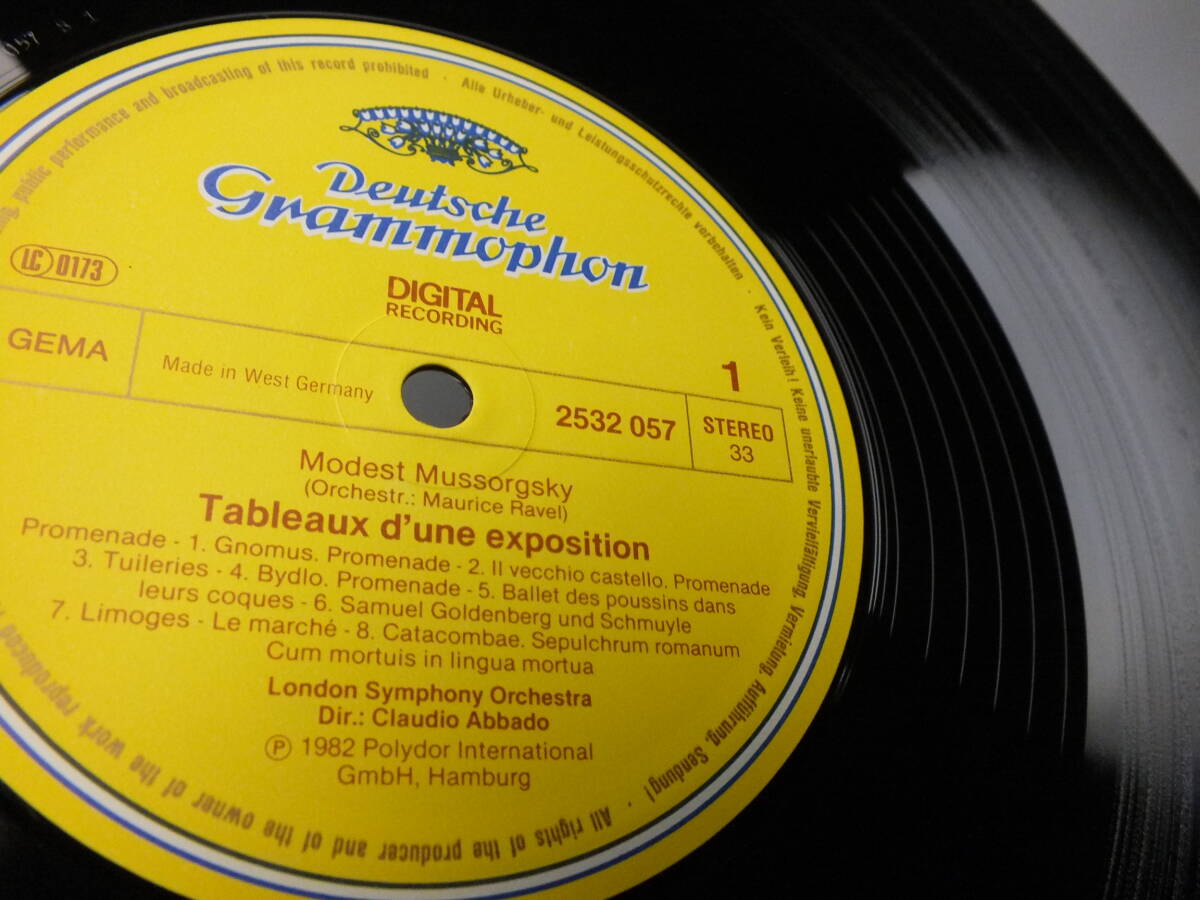 057 R 1
ng, public performance and broadcasting of this record prohibited · Alle Urheber- und Leistungsschutzrechte vorbehalten · Kein Verleih! Keine unerlaubte Vervielfältigung, Vermietung, Aufführung, Sendung! · All rights of the producer and of the owner of the work reproduced
Deutsche
Grammophon
LC 0173
DIGITAL
RECORDING
GEMA
Made in West Germany
1
2532 057
STEREO
33
Modest Mussorgsky
(Orchestr.: Maurice Ravel)
Tableaux d'une exposition
Promenade - 1. Gnomus. Promenade - 2. Il vecchio castello. Promenade
3. Tuileries - 4. Bydlo. Promenade - 5. Ballet des poussins dans
leurs coques - 6. Samuel Goldenberg und Schmuyle
7. Limoges - Le marché - 8. Catacombae. Sepulchrum romanum
Cum mortuis in lingua mortua
London Symphony Orchestra
Dir.: Claudio Abbado
Ⓟ 1982 Polydor International
GmbH, Hamburg